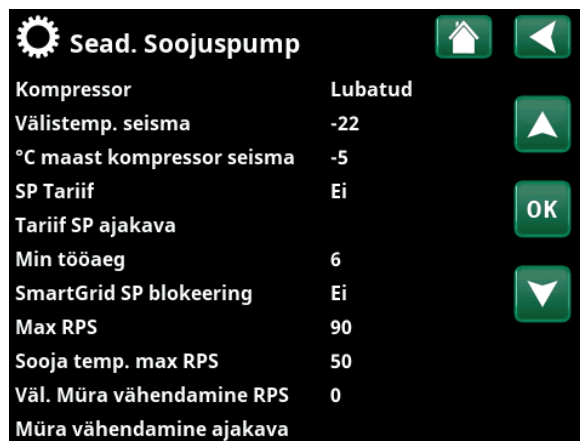 Sead. Soojuspump
Kompressor Lubatud
Välistemp. seisma -22
°C maast kompressor seisma -5
SP Tariif Ei
Tariif SP ajakava
OK
Min tööaeg 6
SmartGrid SP blokeering Ei
Max RPS 90
Sooja temp. max RPS 50
Väl. Müra vähendamine RPS 0
Müra vähendamine ajakava